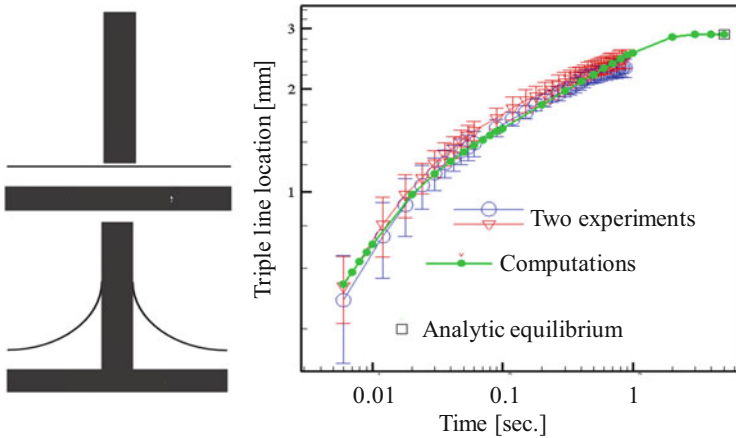 3
2
1
Triple line location [mm]
Two experiments
Computations
Analytic equilibrium
0.01
0.1
1
Time [sec.]